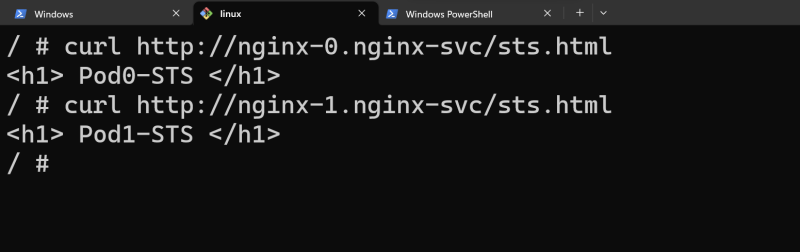 Windows
linux
Windows PowerShell
/ # curl http://nginx-0.nginx-svc/sts.html
<h1> Pod0-STS </h1>
/ # curl http://nginx-1.nginx-svc/sts.html
<h1> Pod1-STS </h1>
/ #